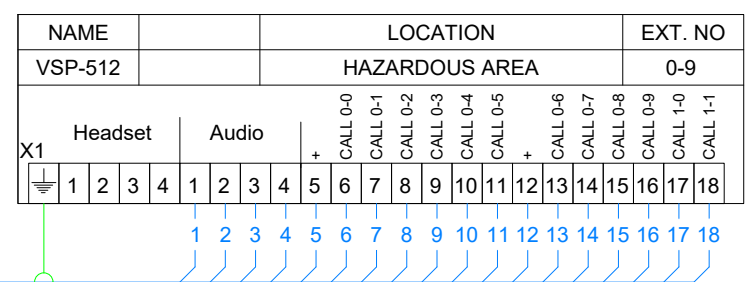 NAME LOCATION EXT. NO
VSP-512 HAZARDOUS AREA 0-9
X1 Headset Audio + CALL 0-0 CALL 0-1 CALL 0-2 CALL 0-3 CALL 0-4 CALL 0-5 + CALL 0-6 CALL 0-7 CALL 0-8 CALL 0-9 CALL 1-0 CALL 1-1
1 2 3 4 1 2 3 4 5 6 7 8 9 10 11 12 13 14 15 16 17 18
1 2 3 4 5 6 7 8 9 10 11 12 13 14 15 16 17 18